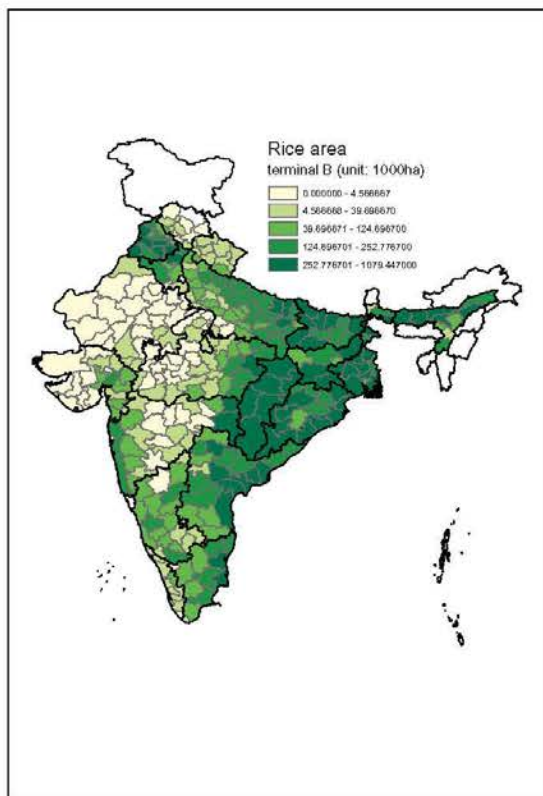 Rice area
terminal B (unit: 1000ha)
0.000000 - 4.566667
4.566668 - 39.696670
39.696671 - 124.696700
124.696701 - 252.776700
252.776701 - 1079.447000